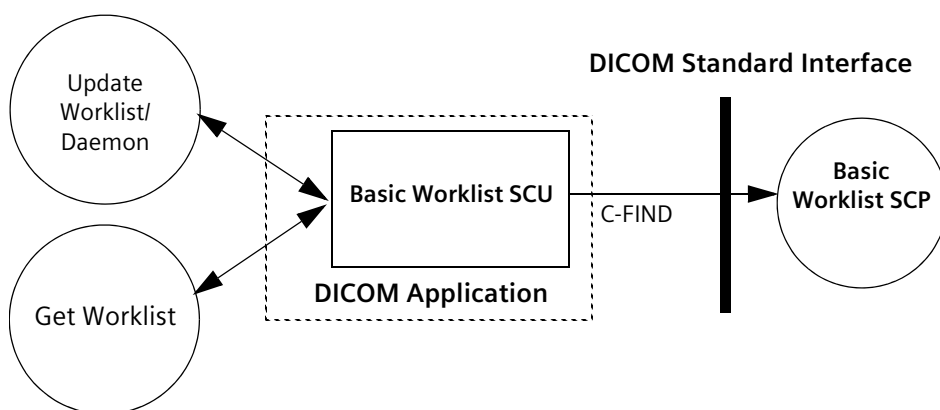 Update
Worklist/
Daemon
Get Worklist
Basic Worklist SCU
DICOM Application
C-FIND
DICOM Standard Interface
Basic
Worklist SCP